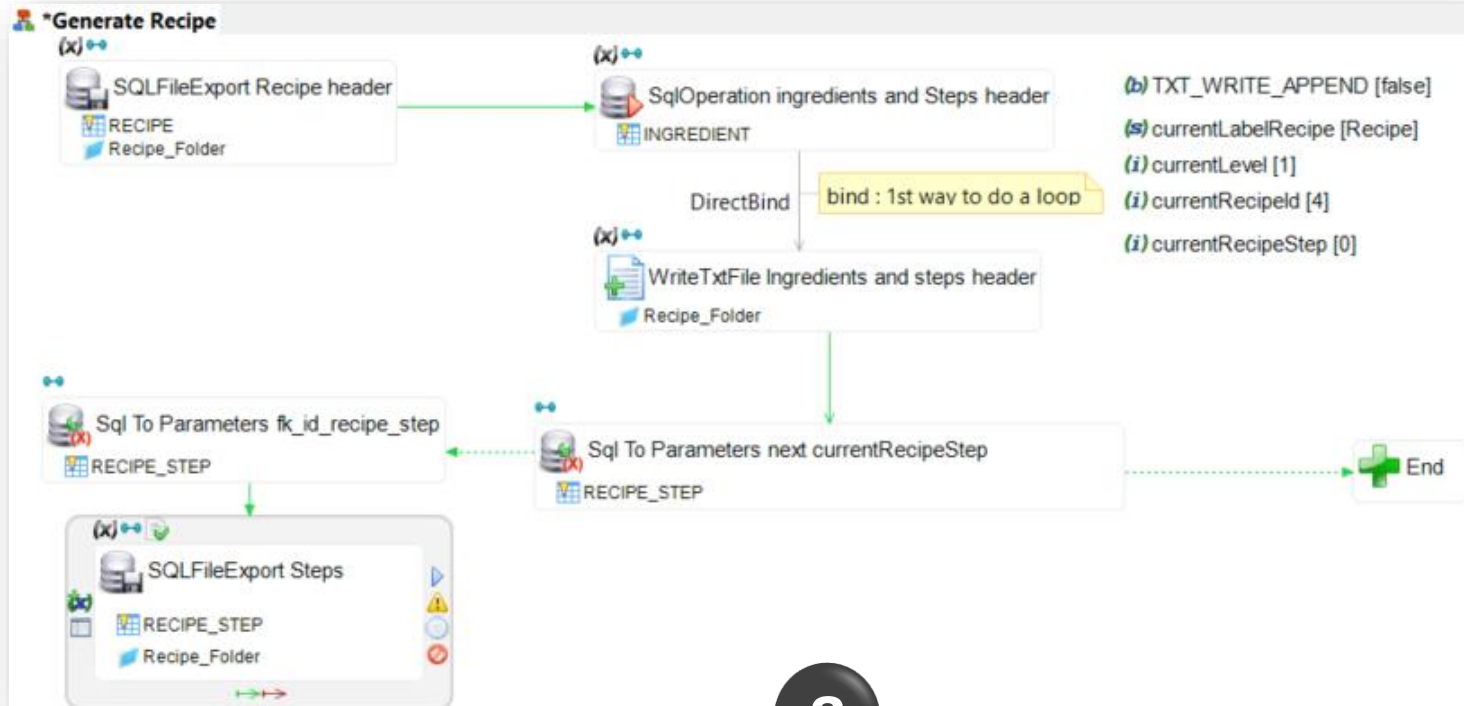 *Generate Recipe
(x)
SQLFileExport Recipe header
RECIPE
Recipe_Folder
(x)
SqlOperation ingredients and Steps header
INGREDIENT
DirectBind
bind : 1st way to do a loop
(b) TXT_WRITE_APPEND [false]
(s) currentLabelRecipe [Recipe]
(i) currentLevel [1]
(i) currentRecipeId [4]
(i) currentRecipeStep [0]
(x)
WriteTxtFile Ingredients and steps header
Recipe_Folder
Sql To Parameters fk_id_recipe_step
RECIPE_STEP
Sql To Parameters next currentRecipeStep
RECIPE_STEP
End
(x)
SQLFileExport Steps
RECIPE_STEP
Recipe_Folder